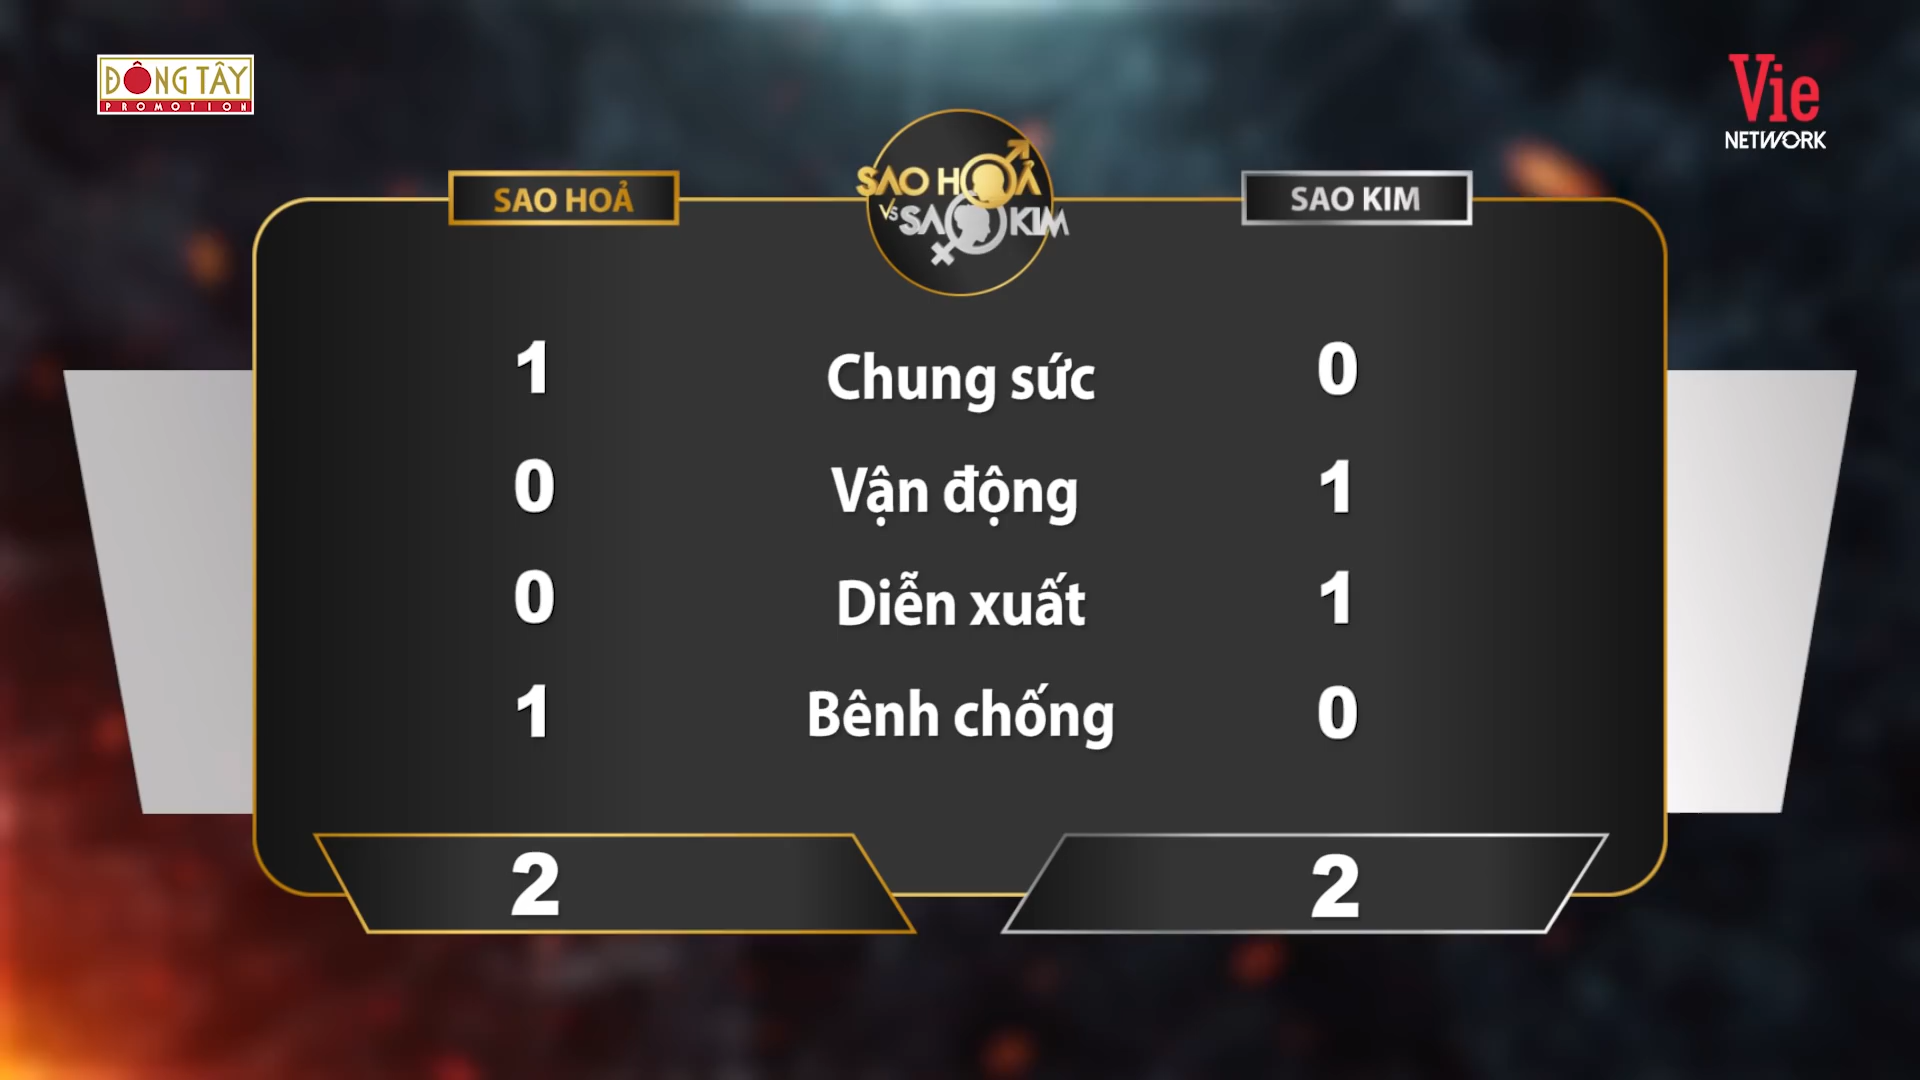 ĐÔNG TÂY
PROMOTION
Vie
NETWORK
SAO HOẢ
SAO HOẢ
VS SAO KIM
SAO KIM
1 Chung sức 0
0 Vận động 1
0 Diễn xuất 1
1 Bênh chống 0
2 2